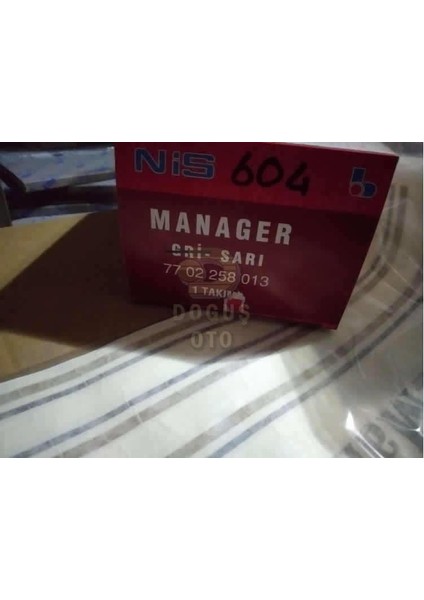 NiS 604
MANAGER
GRİ- SARI
77 02 258 013
1 TAKIM
DOĞUŞ
OTO